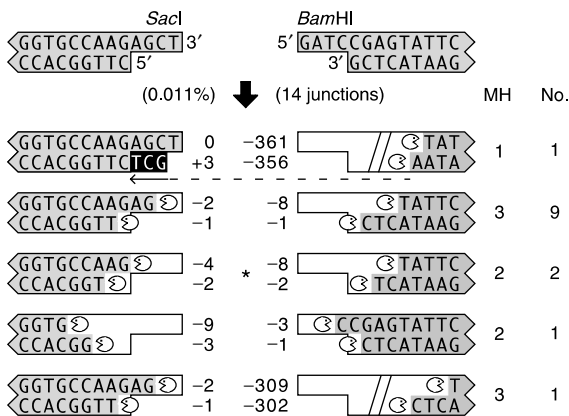 SacI BamHI
GGTGCCAAGAGCT 3′ 5′ GATCCGAGTATTC
CCACGGTTC 5′ 3′ GCTCATAAG
(0.011%) (14 junctions) MH No.
GGTGCCAAGAGCT 0 −361 TAT
CCACGGTTCTCG +3 −356 AATA 1 1
GGTGCCAAGAG −2 −8 TATTC
CCACGGTT −1 −1 CTCATAAG 3 9
GGTGCCAAG −4 −8 TATTC
CCACGGT −2 * −2 TCATAAG 2 2
GGTG −9 −3 CCGAGTATTC
CCACGG −3 −1 CTCATAAG 2 1
GGTGCCAAGAG −2 −309 T
CCACGGTT −1 −302 CTCA 3 1